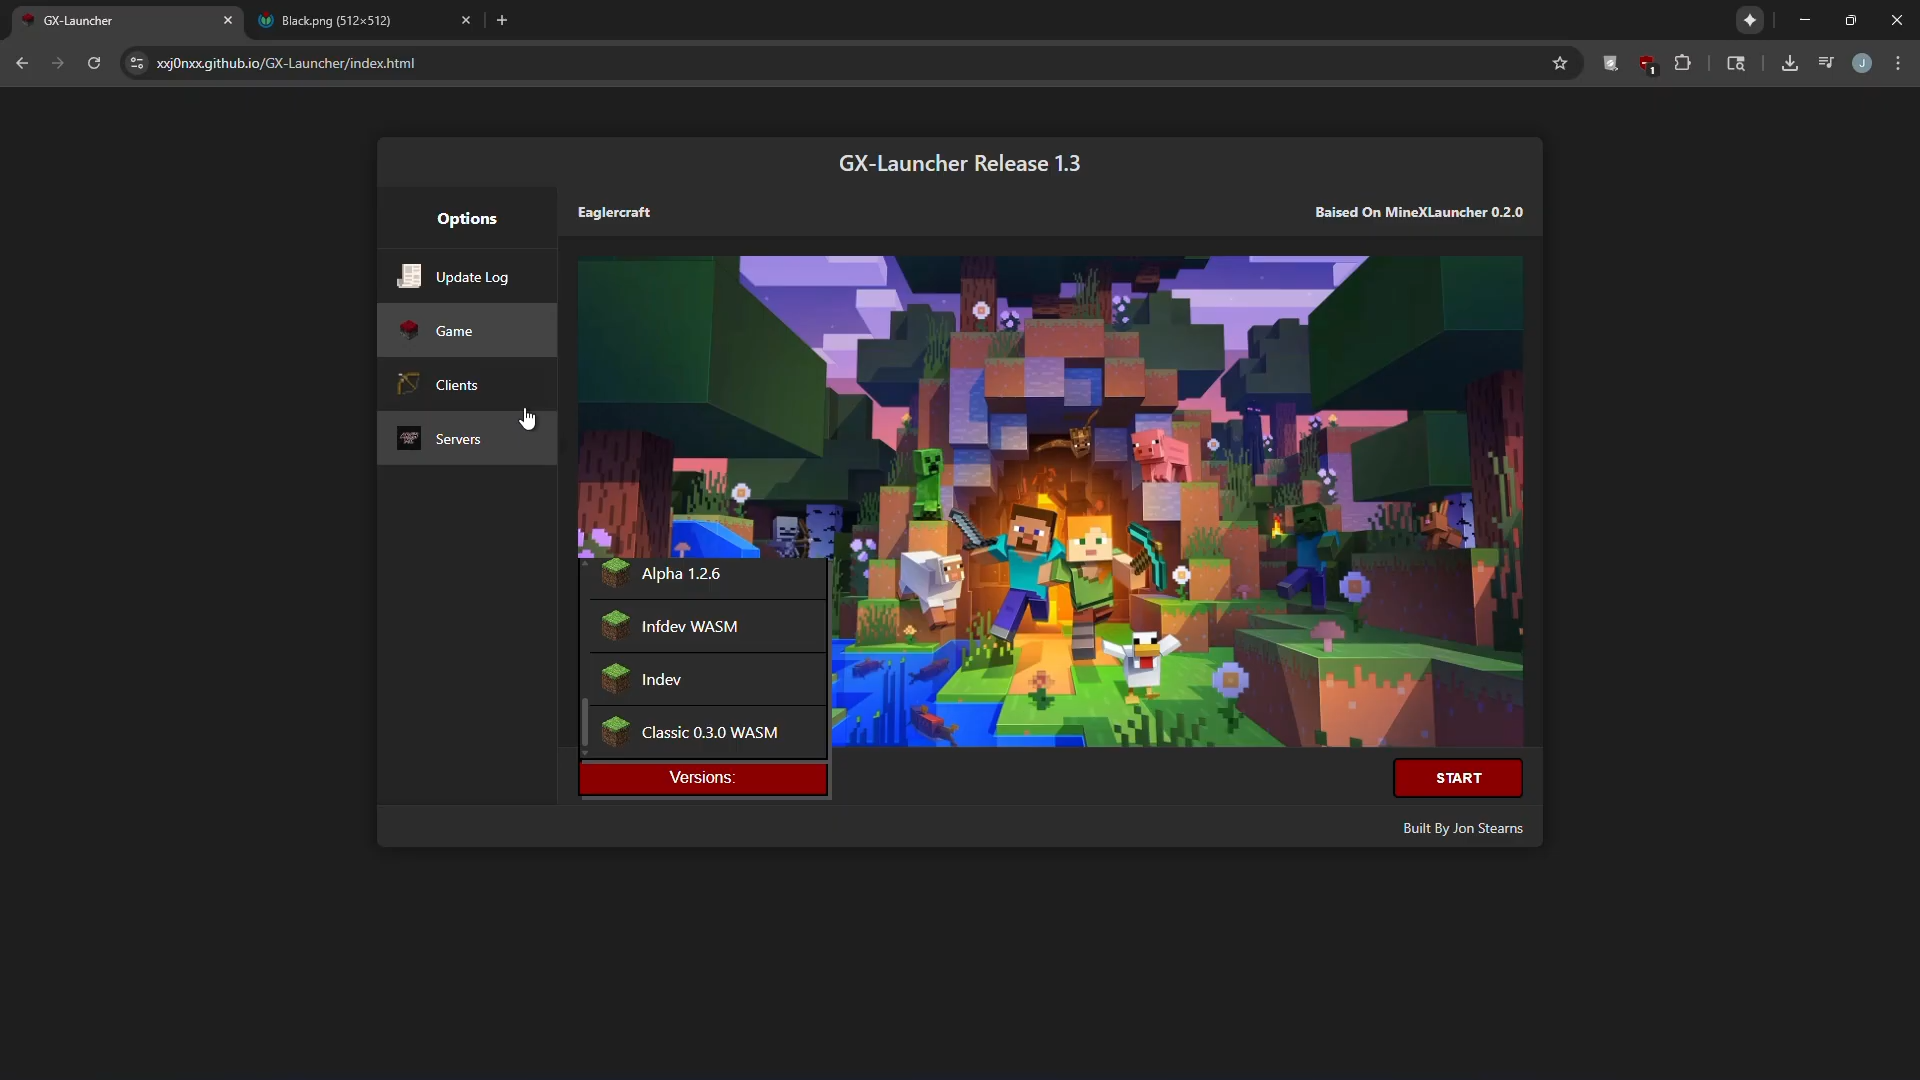 GX-Launcher
Black.png (512×512)
xxj0nxx.github.io/GX-Launcher/index.html
1
J
GX-Launcher Release 1.3
Options
Eaglercraft
Baised On MineXLauncher 0.2.0
Update Log
Game
Clients
Servers
Alpha 1.2.6
Infdev WASM
Indev
Classic 0.3.0 WASM
Versions:
START
Built By Jon Stearns